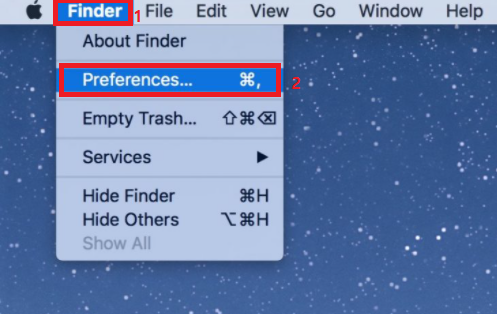 Finder 1 File Edit View Go Window Help
About Finder
Preferences... ⌘, 2
Empty Trash... ⇧⌘⌫
Services ▶
Hide Finder ⌘H
Hide Others ⌥⌘H
Show All